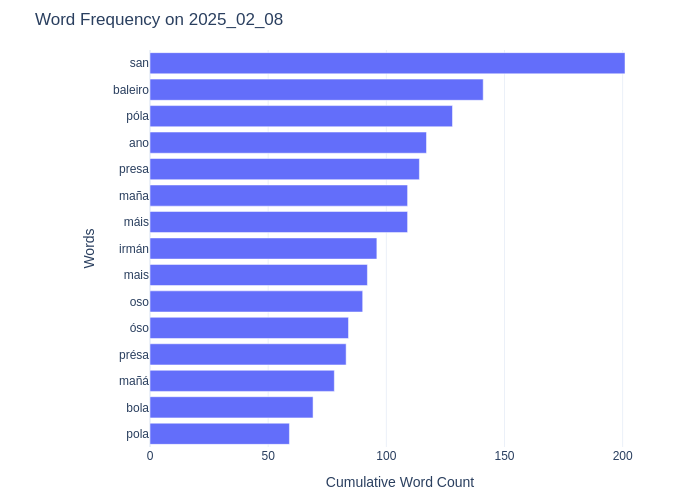 Word Frequency on 2025_02_08
san
baleiro
póla
ano
presa
maña
máis
irmán
mais
oso
óso
présa
mañá
bola
pola
Words
0 50 100 150 200
Cumulative Word Count